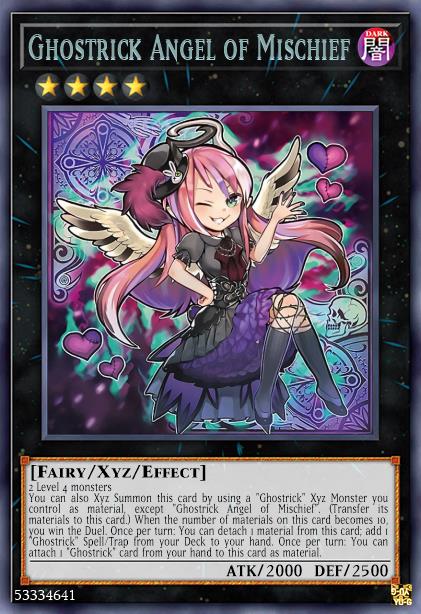 GHOSTRICK ANGEL OF MISCHIEF
DARK
闇
[FAIRY/XYZ/EFFECT]
2 Level 4 monsters
You can also Xyz Summon this card by using a "Ghostrick" Xyz Monster you
control as material, except "Ghostrick Angel of Mischief". (Transfer its
materials to this card.) When the number of materials on this card becomes 10,
you win the Duel. Once per turn: You can detach 1 material from this card; add 1
"Ghostrick" Spell/Trap from your Deck to your hand. Once per turn: You can
attach 1 "Ghostrick" card from your hand to this card as material.
ATK/2000 DEF/2500
53334641